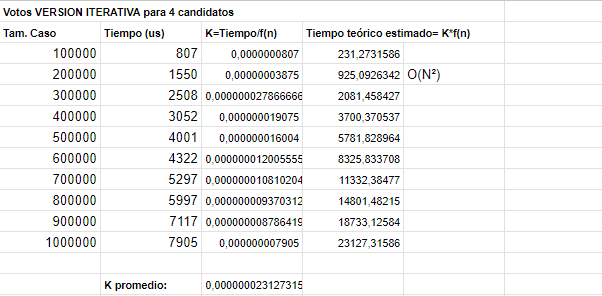 Votos VERSION ITERATIVA para 4 candidatos
Tam. Caso Tiempo (us) K=Tiempo/f(n) Tiempo teórico estimado= K*f(n)
100000 807 0,0000000807 231,2731586
200000 1550 0,00000003875 925,0926342 O(N²)
300000 2508 0,000000027866666 2081,458427
400000 3052 0,000000019075 3700,370537
500000 4001 0,000000016004 5781,828964
600000 4322 0,000000012005555 8325,833708
700000 5297 0,000000010810204 11332,38477
800000 5997 0,000000009370312 14801,48215
900000 7117 0,000000008786419 18733,12584
1000000 7905 0,000000007905 23127,31586
K promedio: 0,000000023127315